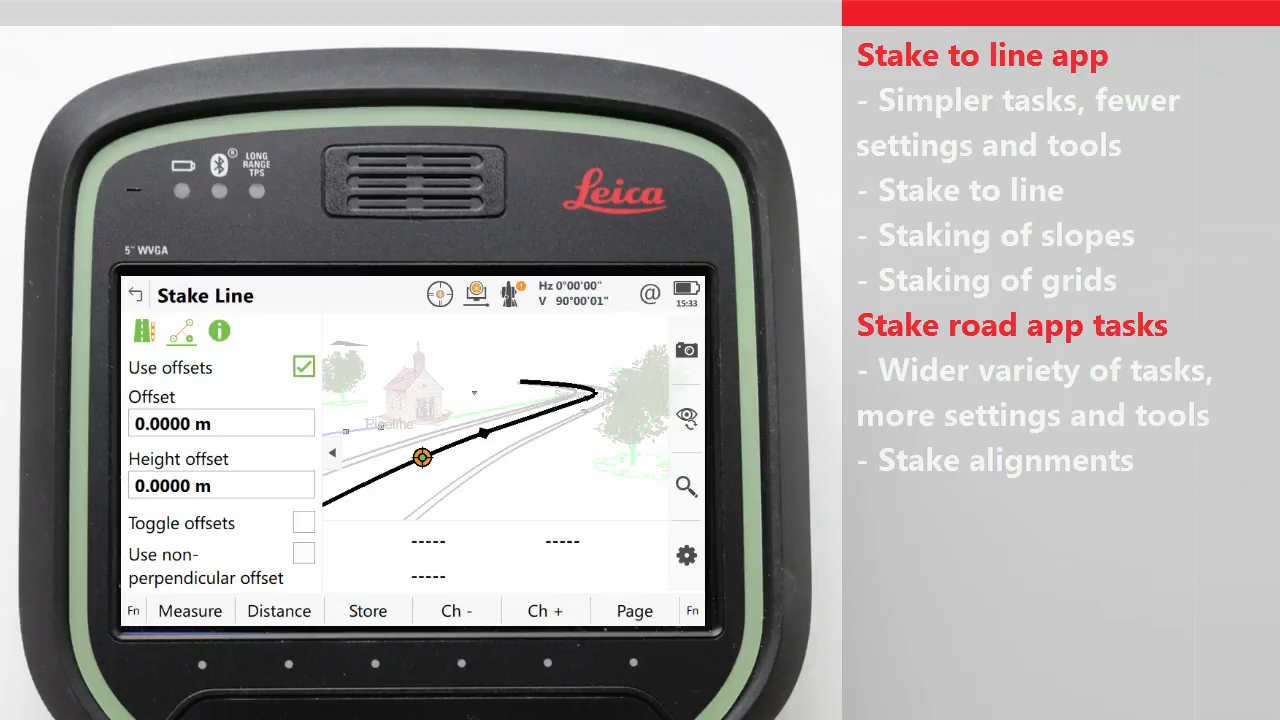 LONG
RANGE
TPS
Leica
5" WVGA
Stake Line
Hz 0°00'00"
V 90°00'01"
@
15:33
Use offsets
Offset
0.0000 m
Height offset
0.0000 m
Toggle offsets
Use non-
perpendicular offset
Pipeline
-----
-----
-----
Fn
Measure
Distance
Store
Ch -
Ch +
Page
Fn
Stake to line app
- Simpler tasks, fewer
settings and tools
- Stake to line
- Staking of slopes
- Staking of grids
Stake road app tasks
- Wider variety of tasks,
more settings and tools
- Stake alignments